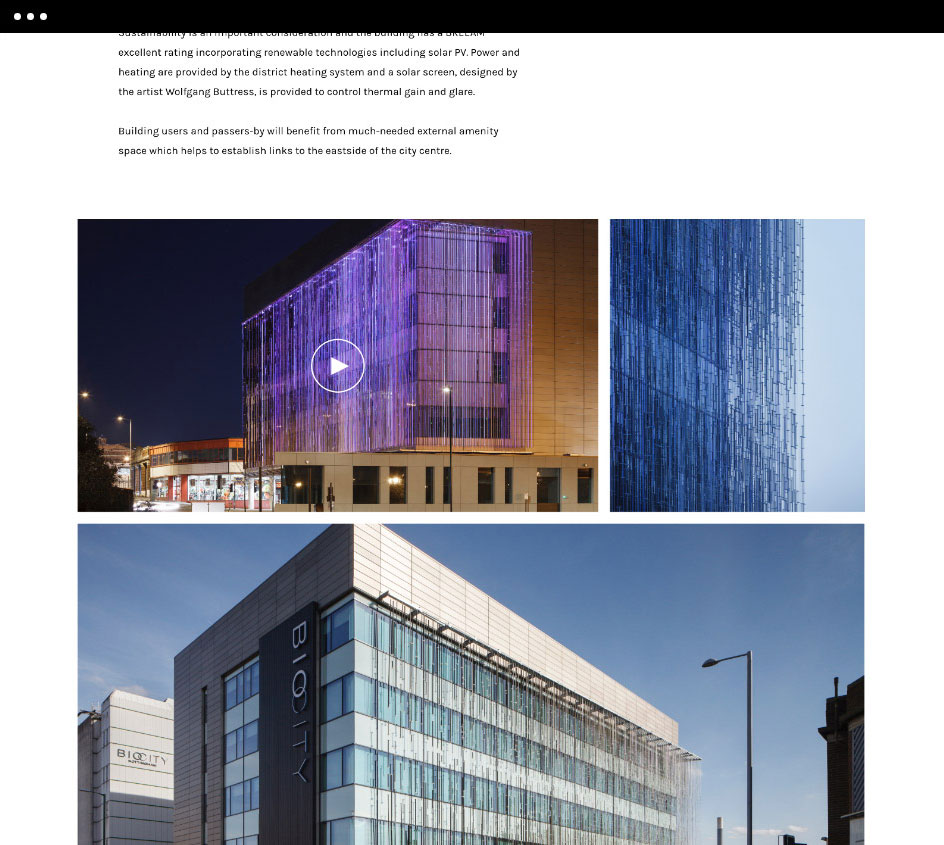 Sustainability is an important consideration and the building has a BREEAM
excellent rating incorporating renewable technologies including solar PV. Power and
heating are provided by the district heating system and a solar screen, designed by
the artist Wolfgang Buttress, is provided to control thermal gain and glare.
Building users and passers-by will benefit from much-needed external amenity
space which helps to establish links to the eastside of the city centre.
BIOCITY
BIOCITY